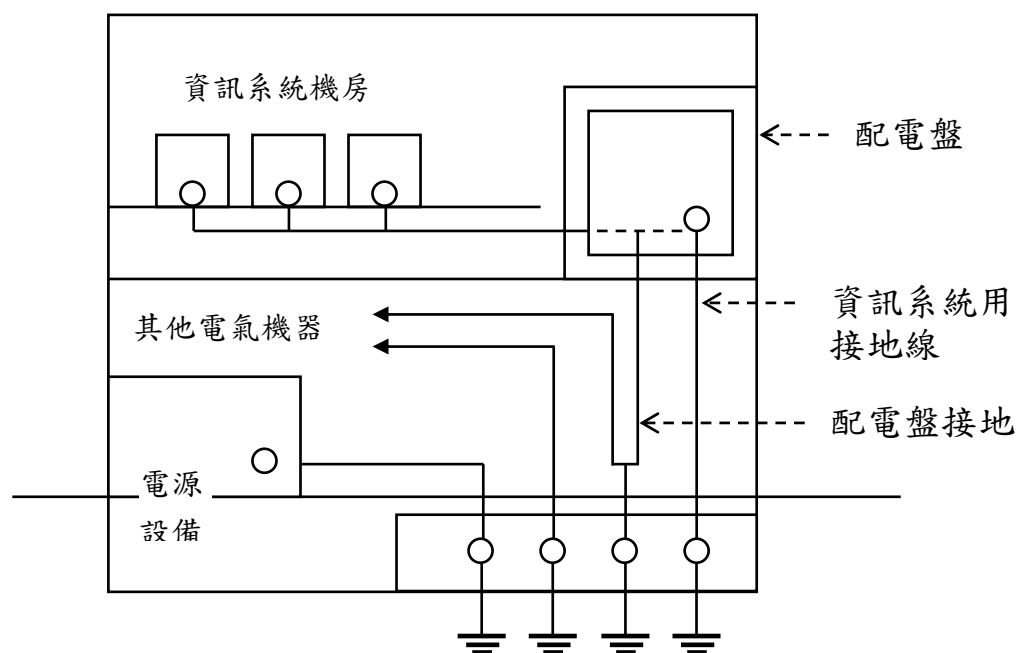 資訊系統機房
配電盤
資訊系統用
接地線
其他電氣機器
配電盤接地
電源
設備